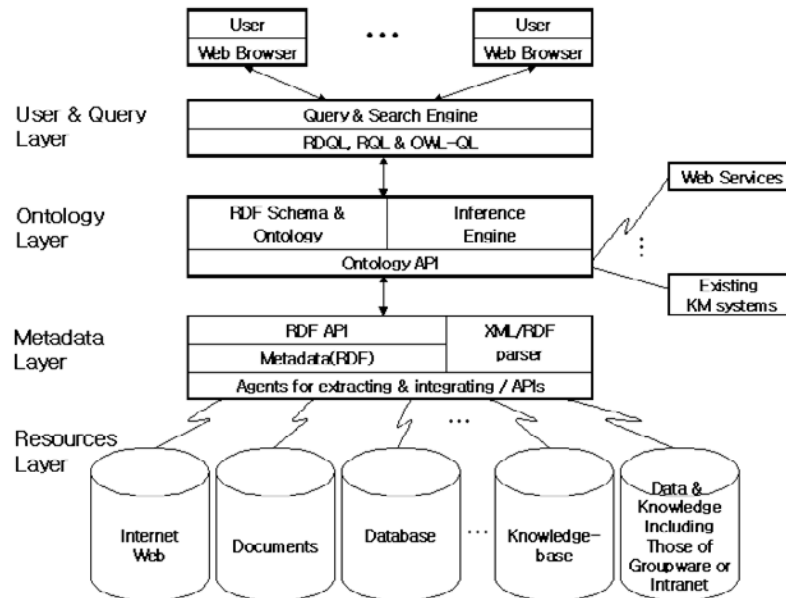 User
Web Browser
...
User
Web Browser
User & Query
Layer
Query & Search Engine
RDQL, RQL & OWL-QL
Web Services
Ontology
Layer
RDF Schema &
Ontology
Inference
Engine
Ontology API
...
Existing
KM systems
Metadata
Layer
RDF API
Metadata(RDF)
XML/RDF
parser
Agents for extracting & integrating / APIs
...
Resources
Layer
Internet
Web
Documents
Database
...
Knowledge-
base
Data &
Knowledge
Including
Those of
Groupware or
Intranet